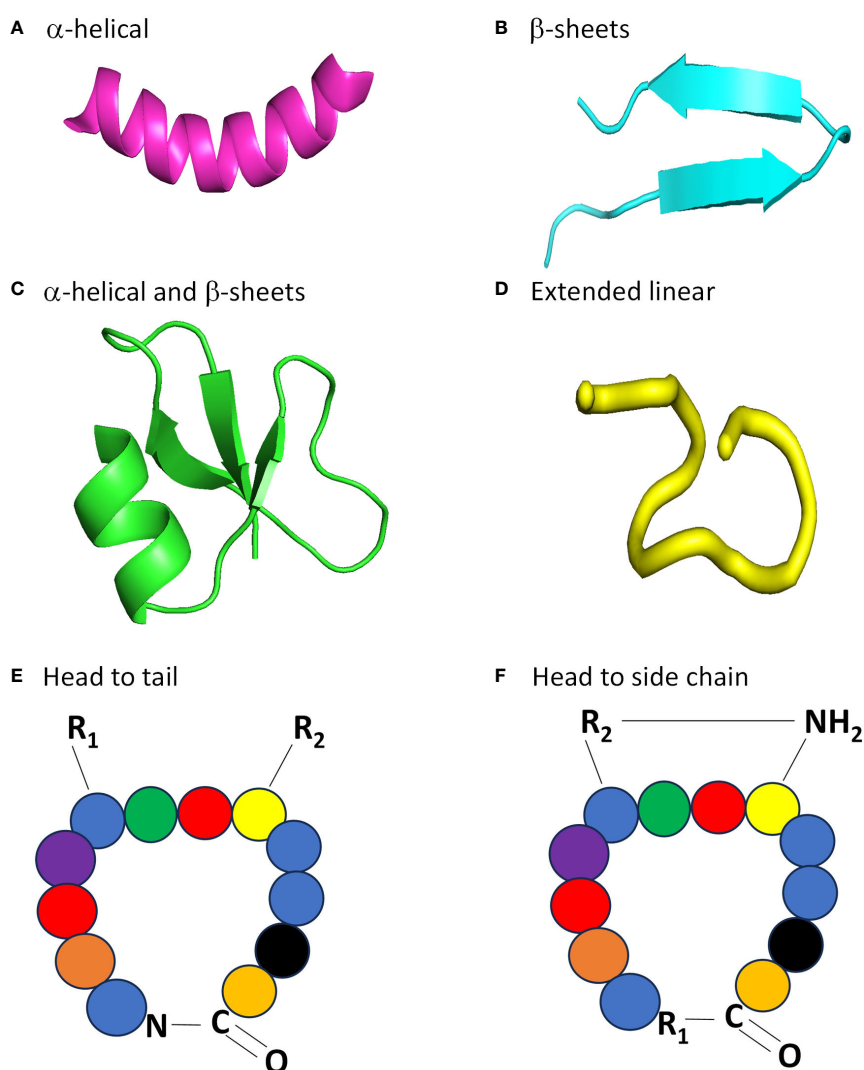 A α-helical
B β-sheets
C α-helical and β-sheets
D Extended linear
E Head to tail
R1
R2
N
C
O
F Head to side chain
R2
NH2
R1
C
O